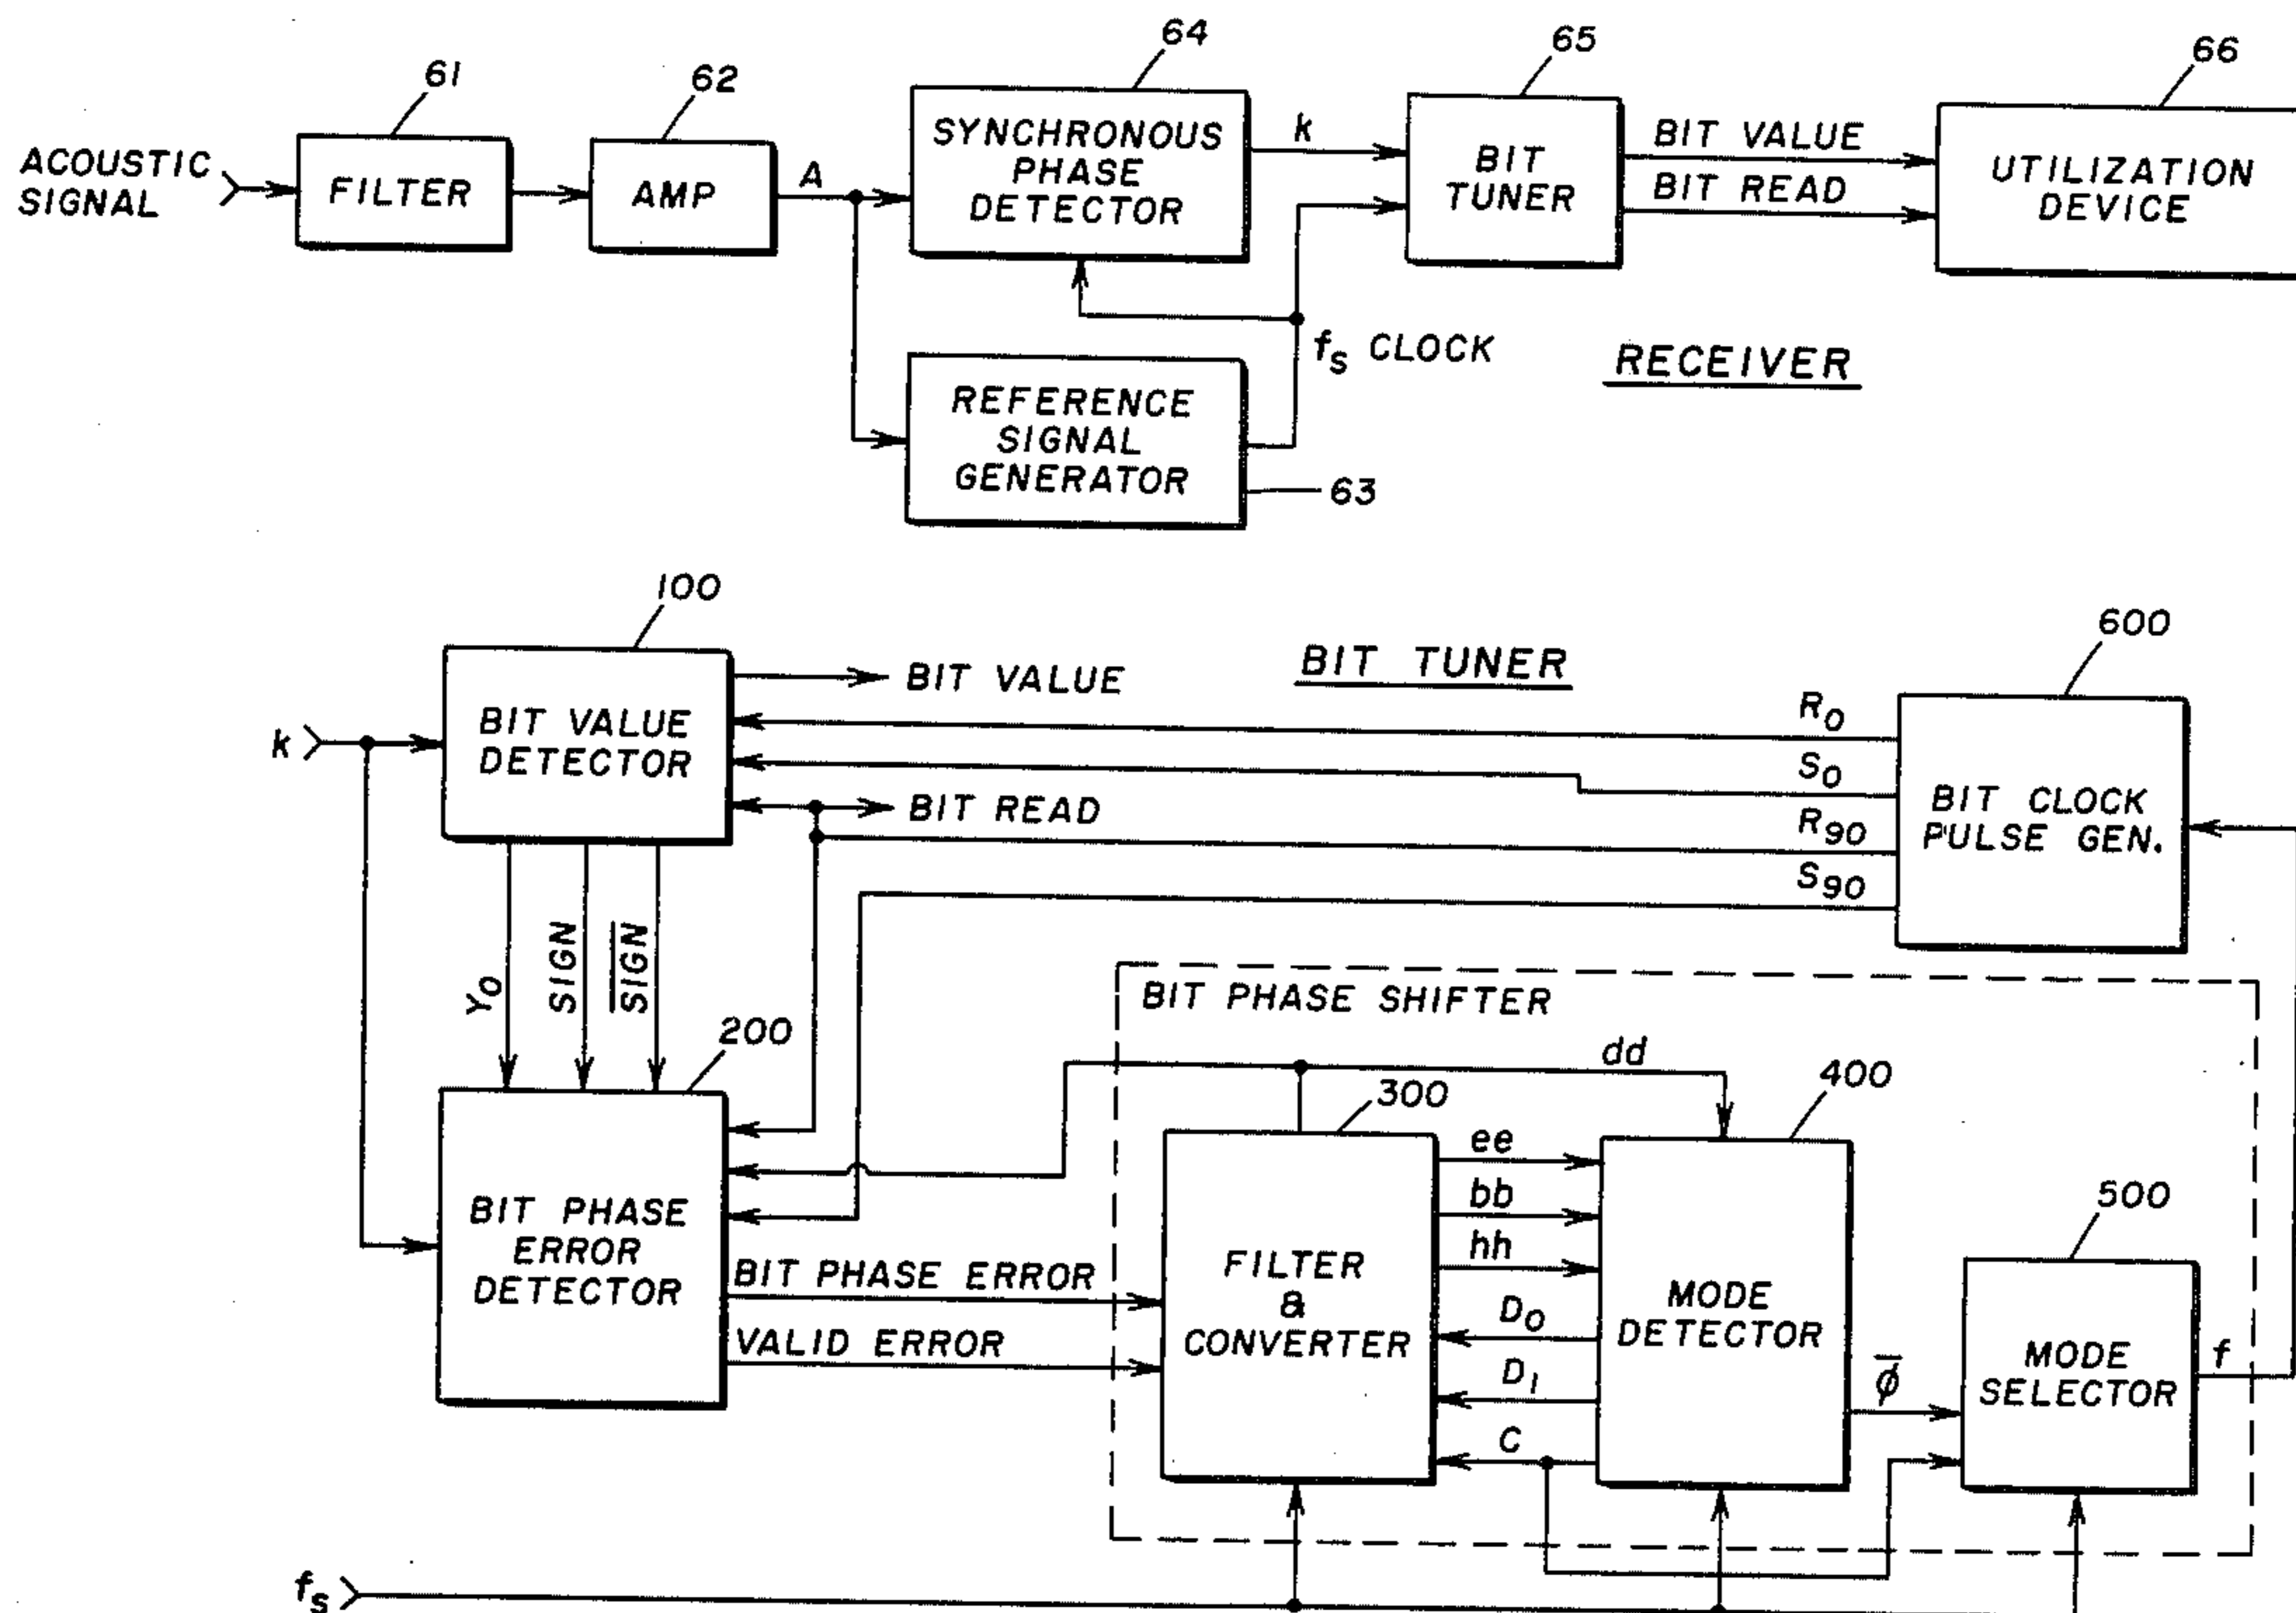 61
62
64
65
66
ACOUSTIC
SIGNAL
FILTER
AMP
A
SYNCHRONOUS
PHASE
DETECTOR
k
BIT
TUNER
BIT VALUE
BIT READ
UTILIZATION
DEVICE
fs CLOCK
RECEIVER
REFERENCE
SIGNAL
GENERATOR
63
100
600
BIT TUNER
BIT VALUE
k
BIT VALUE
DETECTOR
BIT READ
R0
S0
R90
S90
BIT CLOCK
PULSE GEN.
Y0
SIGN
S̅I̅G̅N̅
BIT PHASE SHIFTER
200
dd
300
400
500
BIT PHASE
ERROR
DETECTOR
BIT PHASE ERROR
VALID ERROR
FILTER
&
CONVERTER
ee
bb
hh
D0
D1
C
MODE
DETECTOR
ϕ̅
MODE
SELECTOR
f
fs